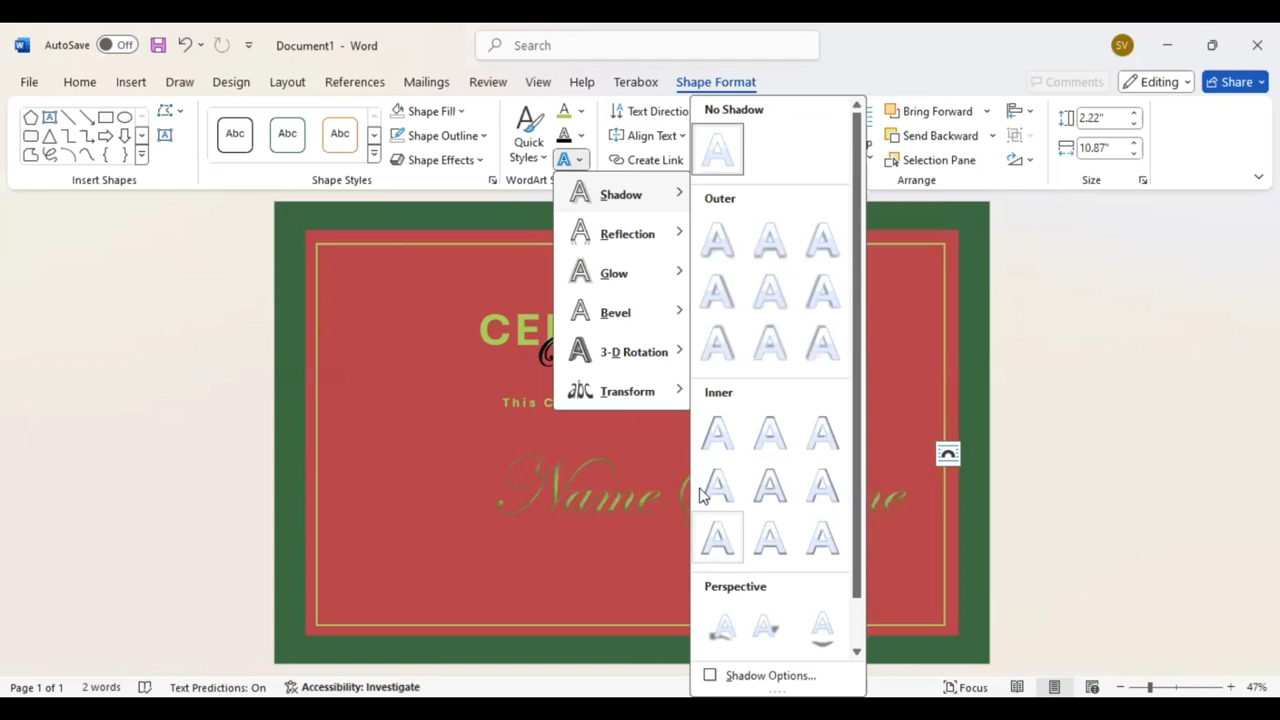 AutoSave Off Document1 - Word Search SV
File Home Insert Draw Design Layout References Mailings Review View Help Terabox Shape Format Comments Editing Share
Abc Abc Abc Shape Fill Quick Text Directio Bring Forward 2.22"
Shape Outline Styles Align Text Send Backward 10.87"
Shape Effects A Create Link Selection Pane
Insert Shapes Shape Styles WordArt S Arrange Size
No Shadow
Outer
Inner
Perspective
Shadow Options...
Shadow
Reflection
Glow
Bevel
3-D Rotation
abc Transform
This C
Name
Page 1 of 1 2 words Text Predictions: On Accessibility: Investigate Focus 47%